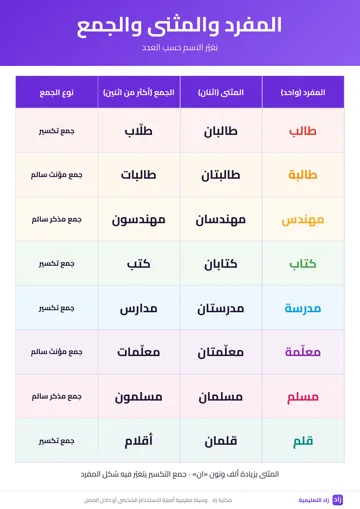 المفرد والمثنى والجمع
تغيّر الاسم حسب العدد
المفرد (واحد) المثنى (اثنان) الجمع (أكثر من اثنين) نوع الجمع
طالب طالبان طلّاب جمع تكسير
طالبة طالبتان طالبات جمع مؤنث سالم
مهندس مهندسان مهندسون جمع مذكر سالم
كتاب كتابان كتب جمع تكسير
مدرسة مدرستان مدارس جمع تكسير
معلّمة معلّمتان معلّمات جمع مؤنث سالم
مسلم مسلمان مسلمون جمع مذكر سالم
قلم قلمان أقلام جمع تكسير
المثنى بزيادة ألف ونون «ان» · جمع التكسير يتغيّر فيه شكل المفرد
زاد زاد التعليمية مكتبة زاد · وسيلة تعليمية أصلية للاستخدام الشخصي أو داخل الفصل